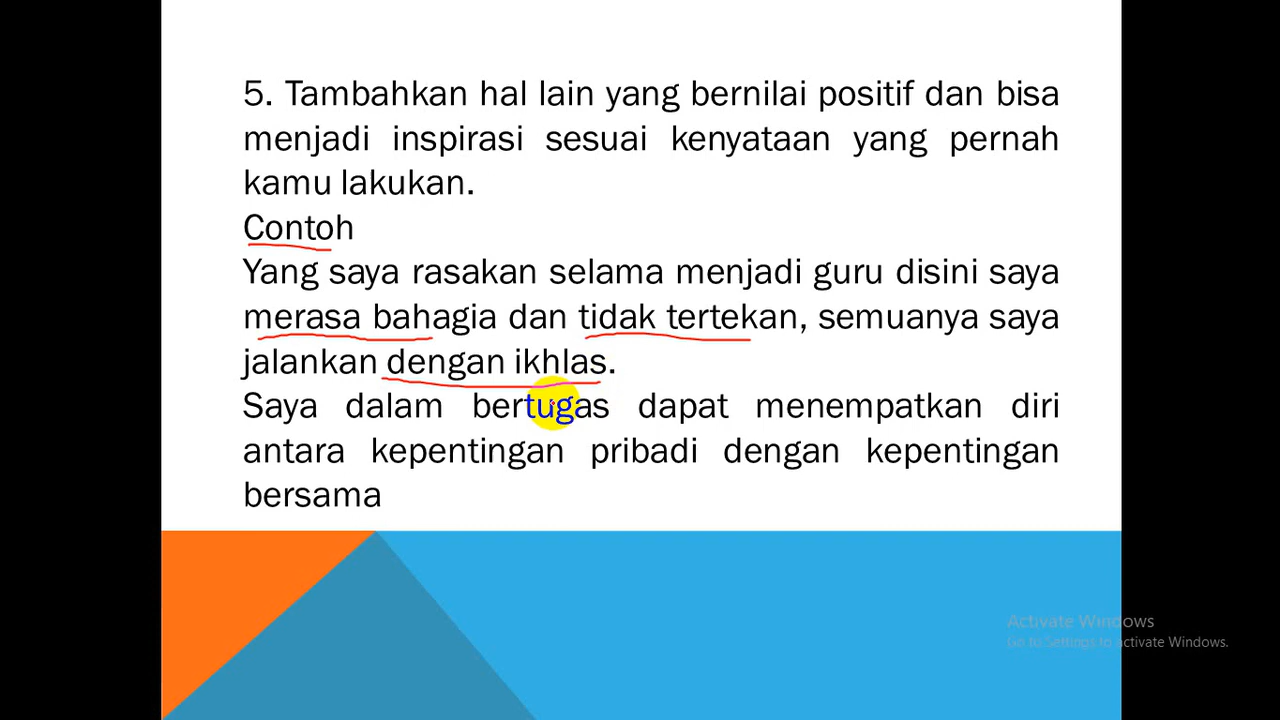 5. Tambahkan hal lain yang bernilai positif dan bisa
menjadi inspirasi sesuai kenyataan yang pernah
kamu lakukan.
Contoh
Yang saya rasakan selama menjadi guru disini saya
merasa bahagia dan tidak tertekan, semuanya saya
jalankan dengan ikhlas.
Saya dalam bertugas dapat menempatkan diri
antara kepentingan pribadi dengan kepentingan
bersama
Activate Windows
Go to Settings to activate Windows.